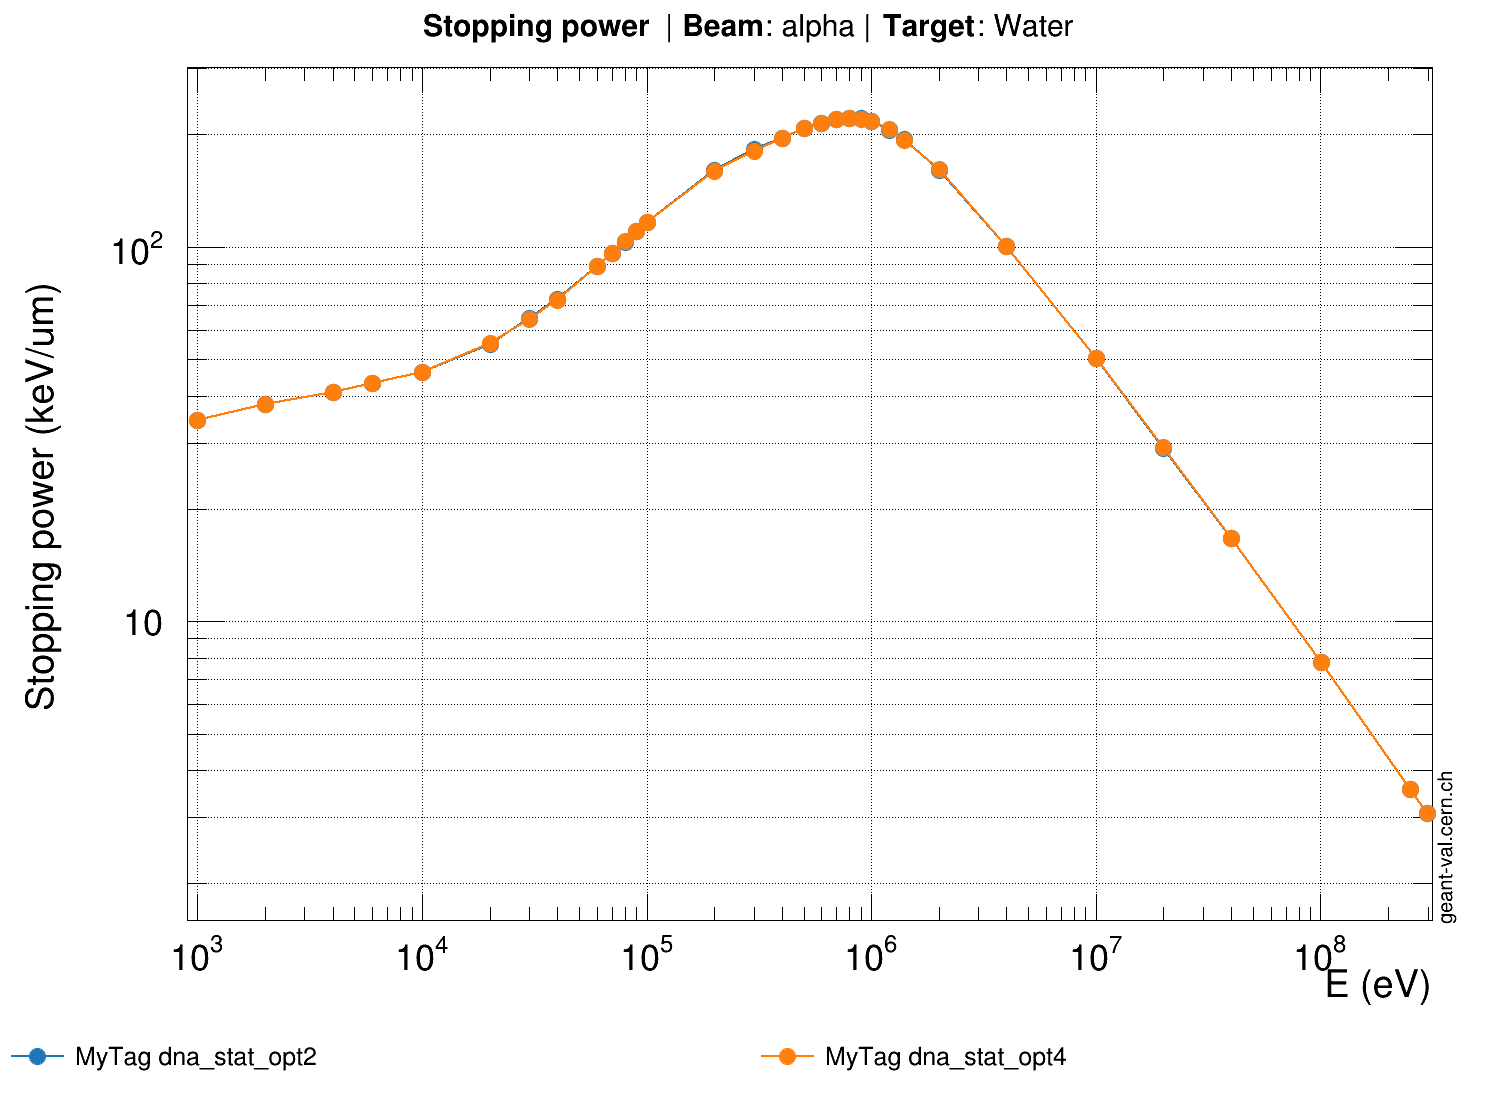 Stopping power | Beam: alpha | Target: Water
Stopping power (keV/um)
10²
10
10³ 10⁴ 10⁵ 10⁶ 10⁷ 10⁸
E (eV)
geant-val.cern.ch
MyTag dna_stat_opt2 MyTag dna_stat_opt4